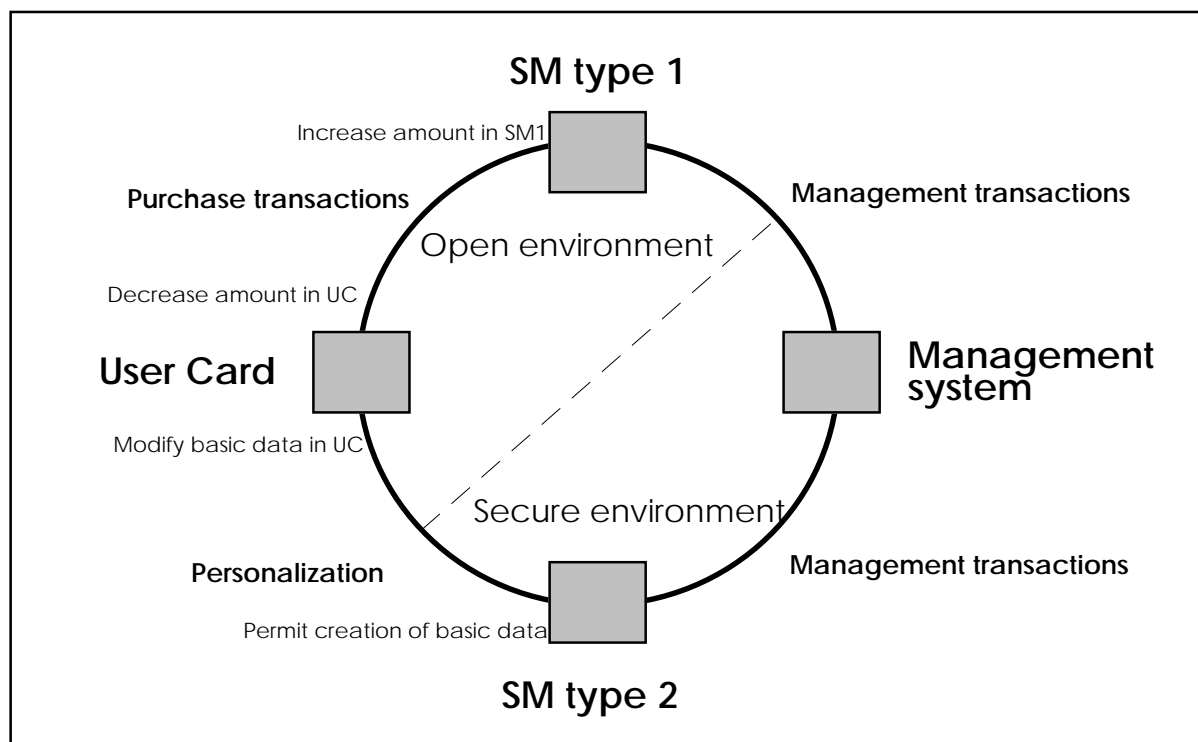 SM type 1
Increase amount in SM1
Purchase transactions
Management transactions
Open environment
Decrease amount in UC
User Card
Management
system
Modify basic data in UC
Secure environment
Personalization
Management transactions
Permit creation of basic data
SM type 2